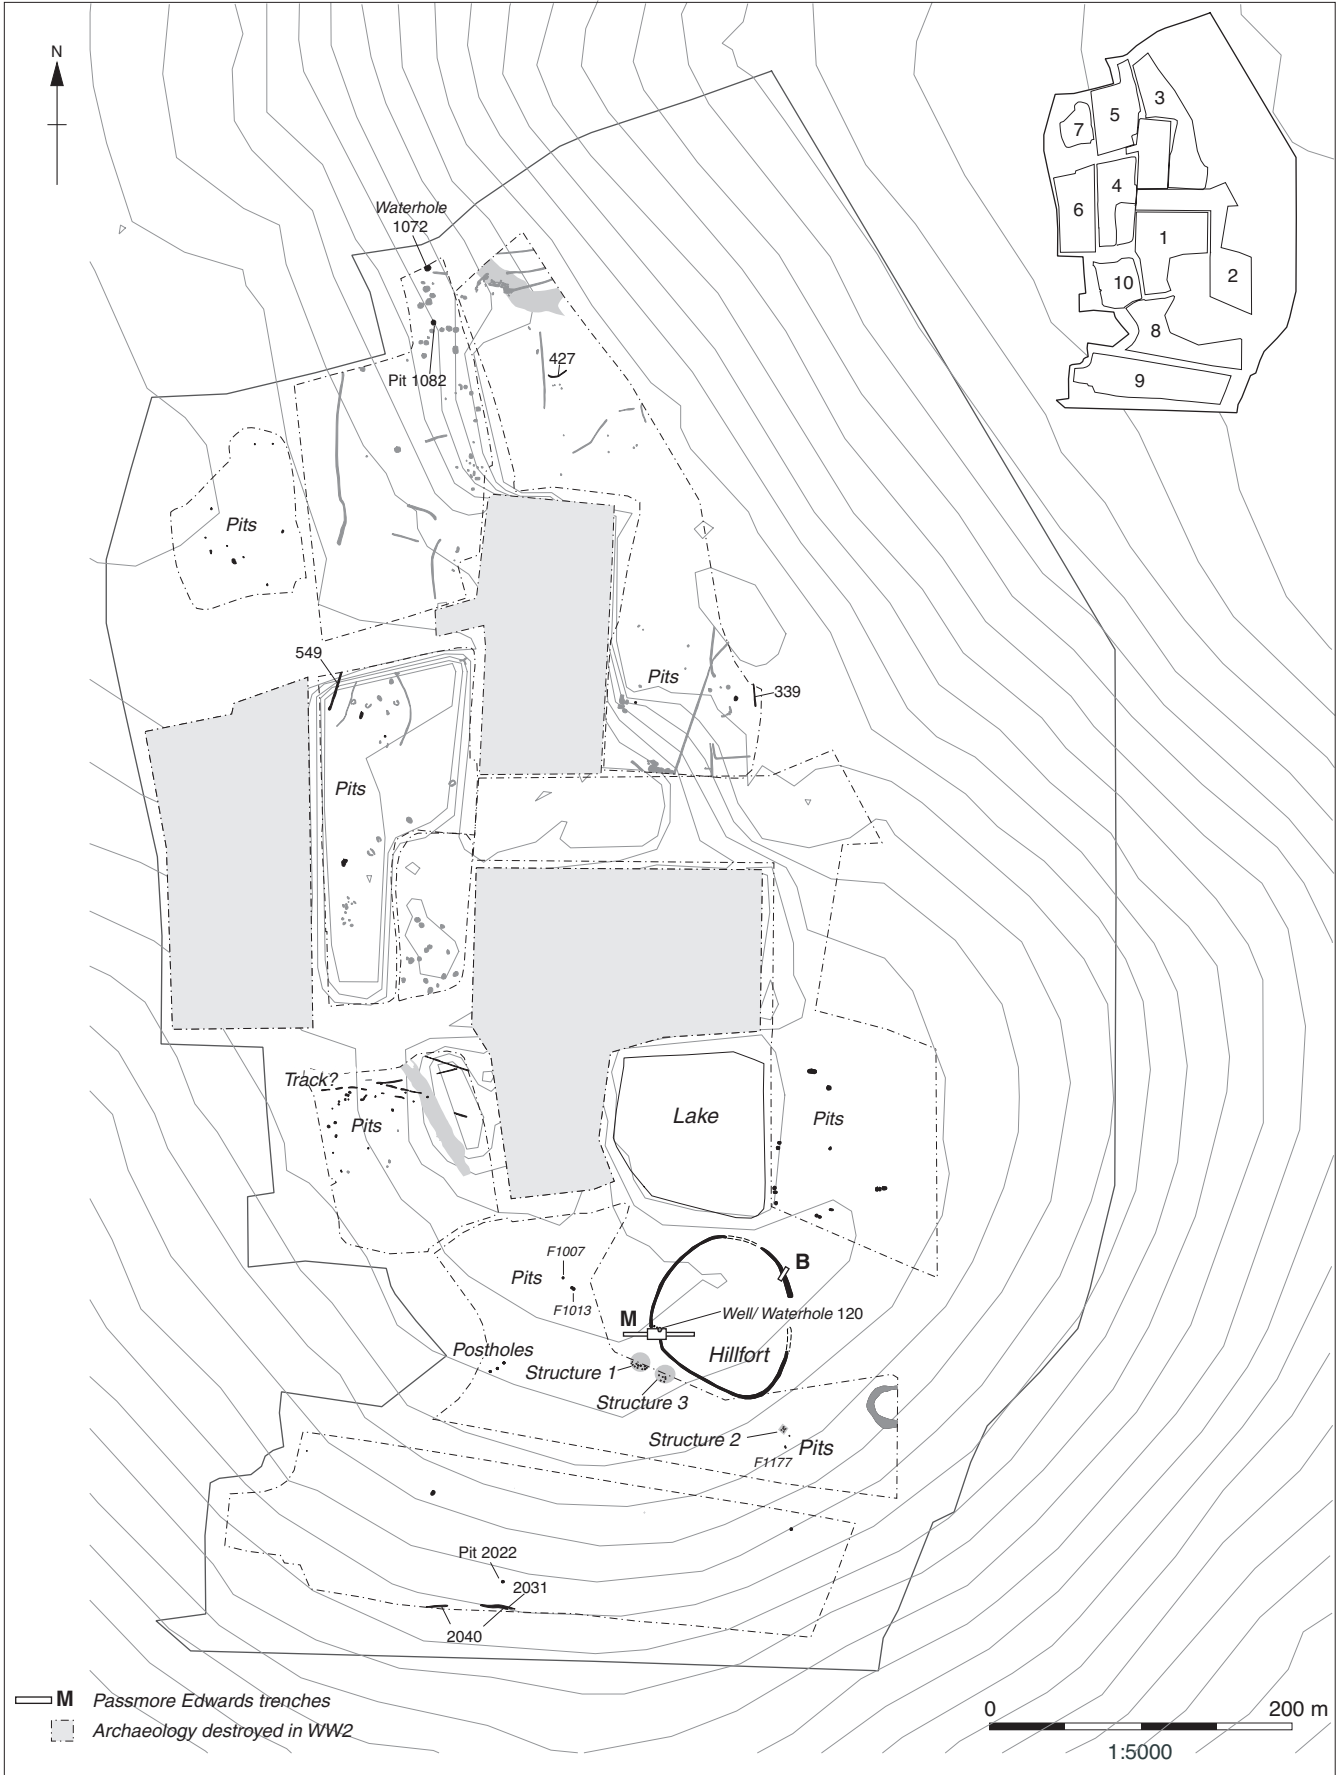 N
3
5
7
4
6
1
2
10
8
9
Waterhole
1072
427
Pit 1082
Pits
549
Pits
339
Pits
Track?
Pits
Lake
Pits
F1007
Pits
F1013
B
M
Well/ Waterhole 120
Postholes
Hillfort
Structure 1
Structure 3
Structure 2
Pits
F1177
Pit 2022
2031
2040
M Passmore Edwards trenches
Archaeology destroyed in WW2
0 200 m
1:5000